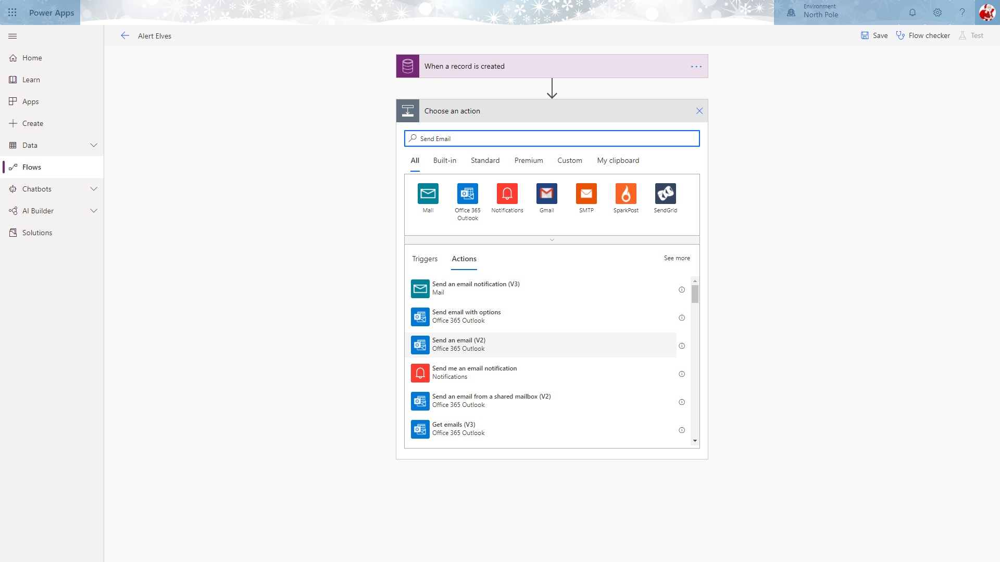 Power Apps
Environment
North Pole
Alert Elves
Save
Flow checker
Test
Home
Learn
Apps
Create
Data
Flows
Chatbots
AI Builder
Solutions
When a record is created
Choose an action
Send Email
All Built-in Standard Premium Custom My clipboard
Mail
Office 365
Outlook
Notifications
Gmail
SMTP
SparkPost
SendGrid
Triggers Actions See more
Send an email notification (V3)
Mail
Send email with options
Office 365 Outlook
Send an email (V2)
Office 365 Outlook
Send me an email notification
Notifications
Send an email from a shared mailbox (V2)
Office 365 Outlook
Get emails (V3)
Office 365 Outlook